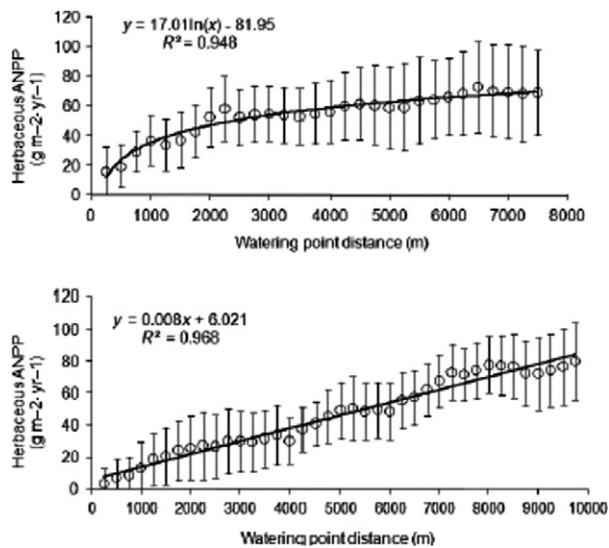 y = 17.01ln(x) - 81.95
R² = 0.948
Herbaceous ANPP
(g m–2·yr–1)
120
100
80
60
40
20
0
0 1000 2000 3000 4000 5000 6000 7000 8000
Watering point distance (m)
y = 0.008x + 6.021
R² = 0.968
Herbaceous ANPP
(g m–2·yr–1)
120
100
80
60
40
20
0
0 1000 2000 3000 4000 5000 6000 7000 8000 9000 10000
Watering point distance (m)